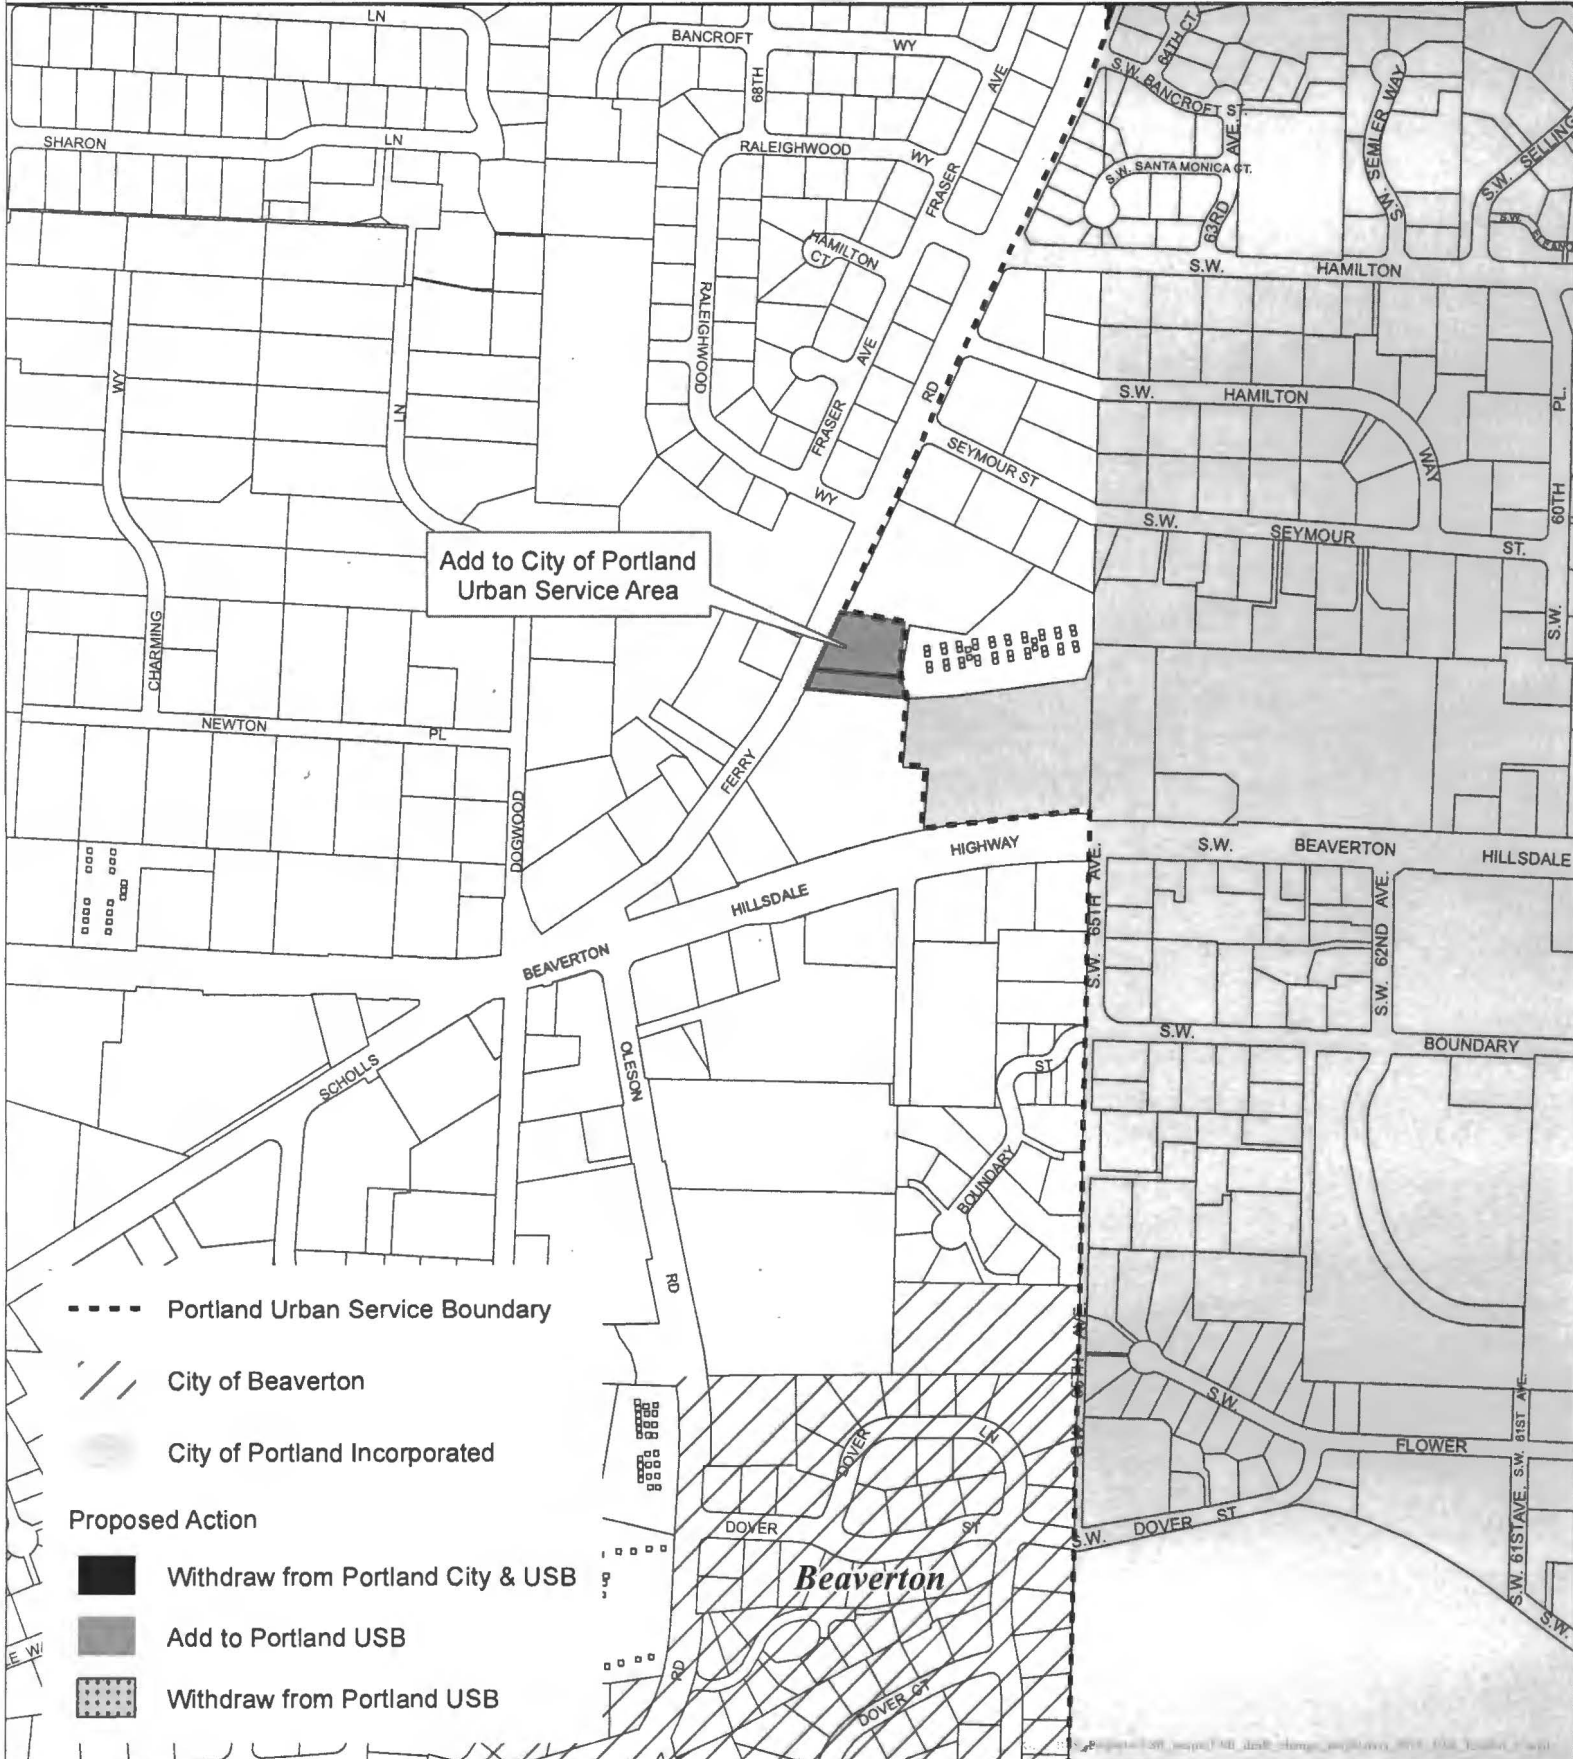 LN
BANCROFT
WY
AVE
64TH CT.
S.W. BANCROFT ST.
68TH
SHARON
LN
RALEIGHWOOD
WY
FRASER
S.W. SANTA MONICA CT.
AVE.
63RD
S.W. SEMLER WAY
S.W. SELLING
S.W.
HAMILTON
CT
S.W. HAMILTON
RALEIGHWOOD
AVE
FRASER
RD
WY
LN
S.W. HAMILTON
WAY
PL.
60TH
SEYMOUR ST
WY
S.W. SEYMOUR ST.
S.W.
Add to City of Portland
Urban Service Area
CHARMING
NEWTON PL
FERRY
DOGWOOD
HIGHWAY
S.W. BEAVERTON HILLSDALE
HILLSDALE
S.W. 65TH AVE.
S.W. 62ND AVE.
BEAVERTON
S.W. BOUNDARY
SCHOLLS
OLESON
ST
BOUNDARY
RD
Portland Urban Service Boundary
City of Beaverton
City of Portland Incorporated
Proposed Action
Withdraw from Portland City & USB
Add to Portland USB
Withdraw from Portland USB
S.W.
FLOWER
S.W. 61ST AVE.
S.W. 61ST AVE.
DOVER
LN
DOVER ST
S.W. DOVER ST
S.W.
Beaverton
RD
DOVER CT